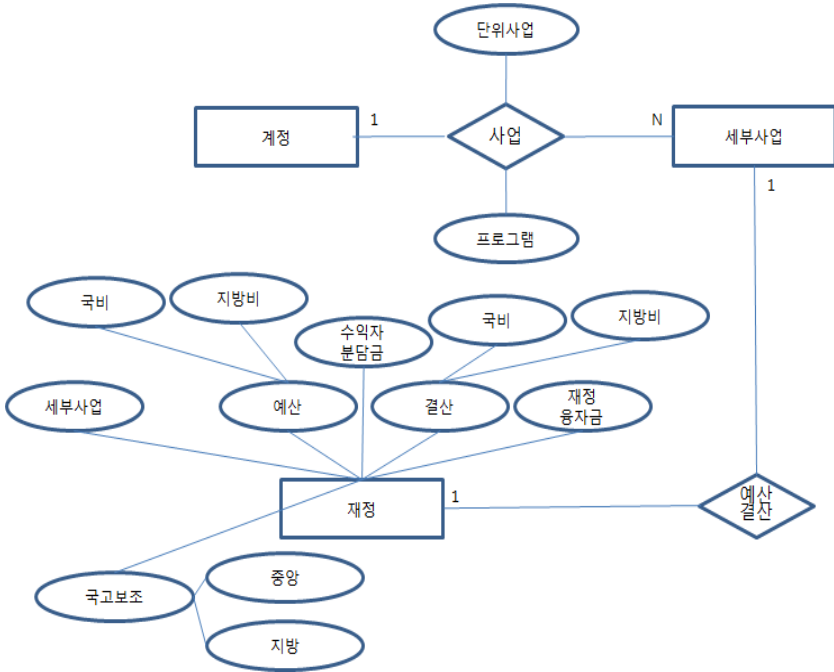 단위사업
계정
1
사업
N
세부사업
1
프로그램
국비
지방비
수익자
분담금
국비
지방비
세부사업
예산
결산
재정
융자금
재정
1
예산
결산
국고보조
중앙
지방